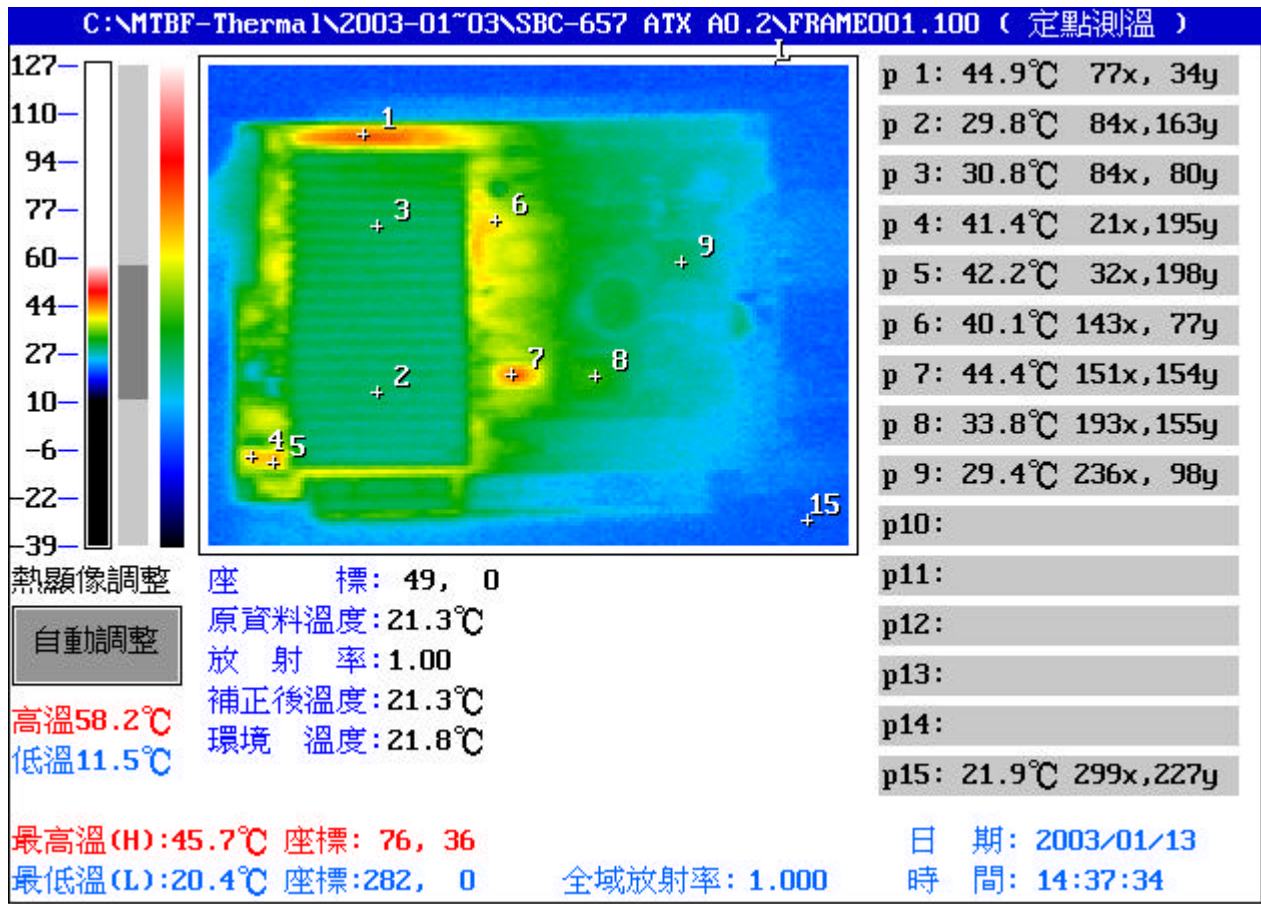 C:\MTBF-Thermal\2003-01~03\SBC-657 ATX A0.2\FRAME001.100 ( 定點測溫 )
L
127
110
94
77
60
44
27
10
-6
-22
-39
1
2
3
4
5
6
7
8
9
15
p 1: 44.9℃ 77x, 34y
p 2: 29.8℃ 84x,163y
p 3: 30.8℃ 84x, 80y
p 4: 41.4℃ 21x,195y
p 5: 42.2℃ 32x,198y
p 6: 40.1℃ 143x, 77y
p 7: 44.4℃ 151x,154y
p 8: 33.8℃ 193x,155y
p 9: 29.4℃ 236x, 98y
p10:
p11:
p12:
p13:
p14:
p15: 21.9℃ 299x,227y
熱顯像調整
自動調整
高溫58.2℃
低溫11.5℃
座 標: 49, 0
原資料溫度:21.3℃
放 射 率:1.00
補正後溫度:21.3℃
環境 溫度:21.8℃
最高溫(H):45.7℃ 座標: 76, 36
最低溫(L):20.4℃ 座標:282, 0
全域放射率: 1.000
日 期: 2003/01/13
時 間: 14:37:34